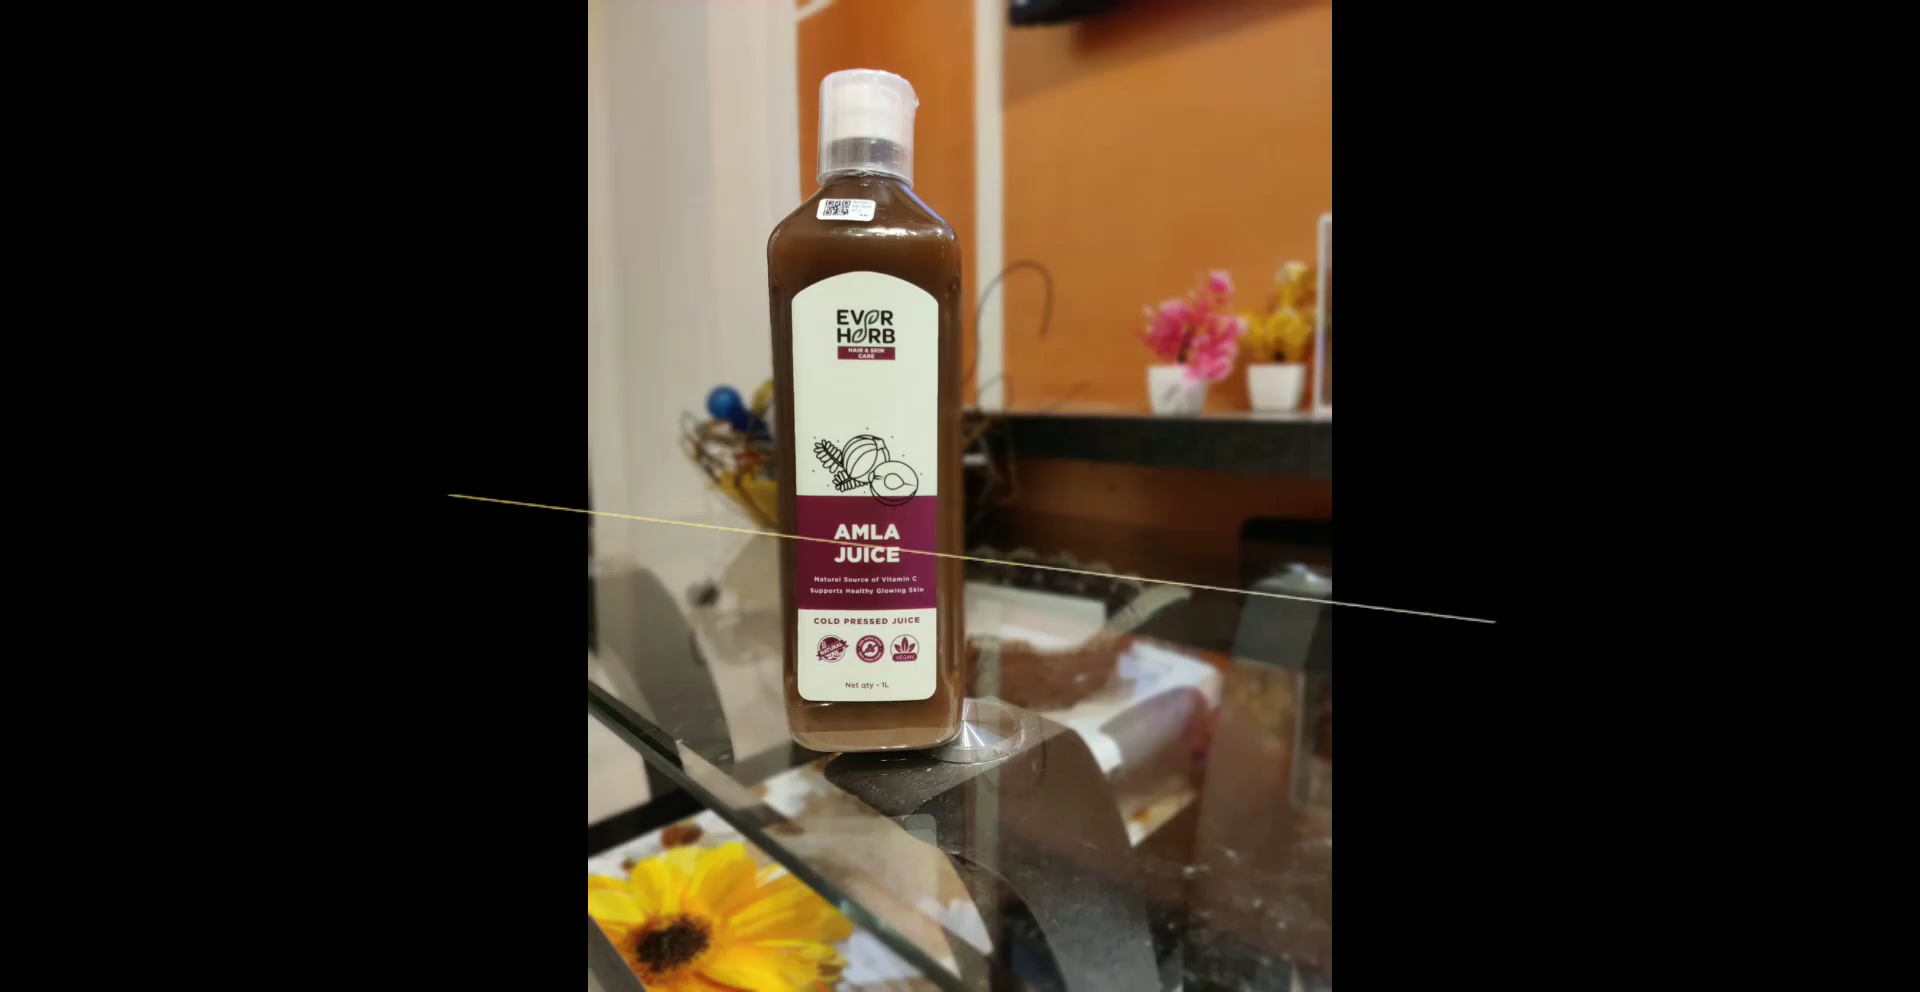 EVER
HERB
HAIR & SKIN
CARE
AMLA
JUICE
Natural Source of Vitamin C
Supports Healthy Glowing Skin
COLD PRESSED JUICE
NATURAL
VEGAN
Net qty - 1L